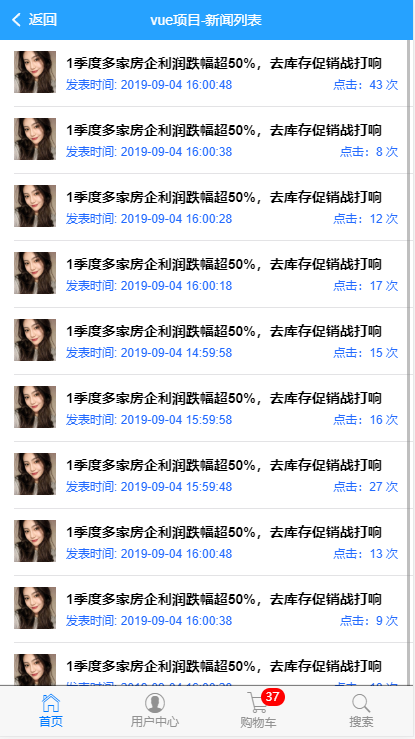 返回 vue项目-新闻列表
1季度多家房企利润跌幅超50%，去库存促销战打响
发表时间: 2019-09-04 16:00:48 点击：43 次
1季度多家房企利润跌幅超50%，去库存促销战打响
发表时间: 2019-09-04 16:00:38 点击：8 次
1季度多家房企利润跌幅超50%，去库存促销战打响
发表时间: 2019-09-04 16:00:28 点击：12 次
1季度多家房企利润跌幅超50%，去库存促销战打响
发表时间: 2019-09-04 16:00:18 点击：17 次
1季度多家房企利润跌幅超50%，去库存促销战打响
发表时间: 2019-09-04 14:59:58 点击：15 次
1季度多家房企利润跌幅超50%，去库存促销战打响
发表时间: 2019-09-04 15:59:58 点击：16 次
1季度多家房企利润跌幅超50%，去库存促销战打响
发表时间: 2019-09-04 15:59:48 点击：27 次
1季度多家房企利润跌幅超50%，去库存促销战打响
发表时间: 2019-09-04 16:00:48 点击：13 次
1季度多家房企利润跌幅超50%，去库存促销战打响
发表时间: 2019-09-04 16:00:38 点击：9 次
1季度多家房企利润跌幅超50%，去库存促销战打响
37
首页 用户中心 购物车 搜索